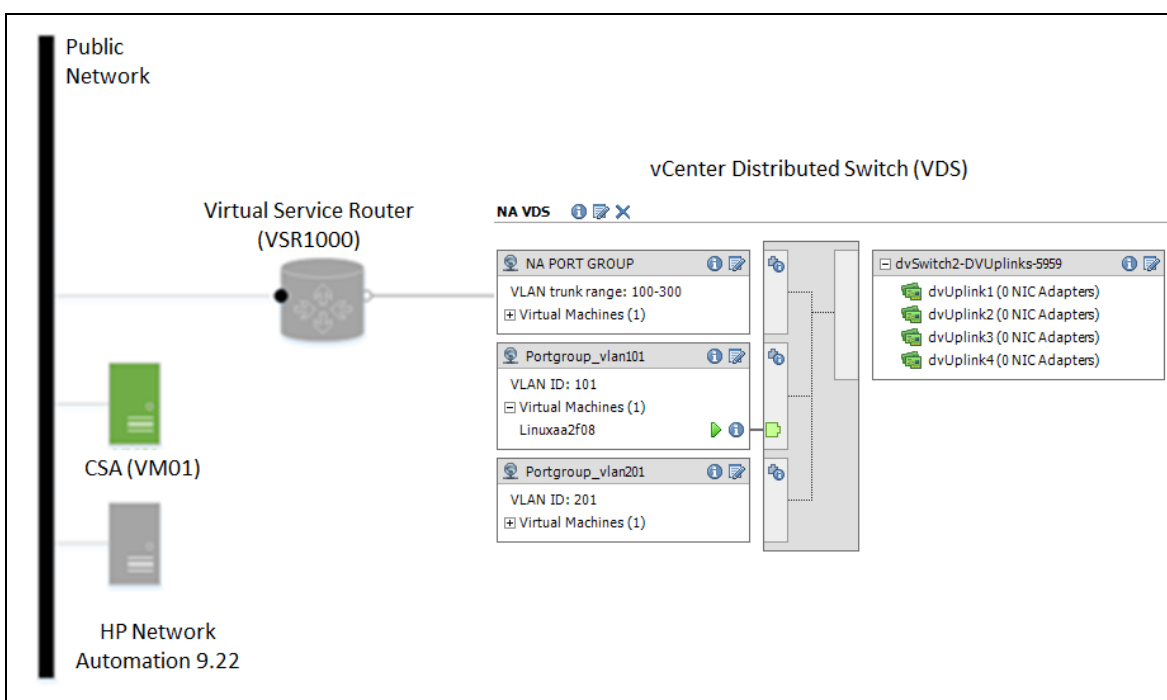 Public
Network
vCenter Distributed Switch (VDS)
Virtual Service Router
(VSR1000)
NA VDS
NA PORT GROUP
VLAN trunk range: 100-300
Virtual Machines (1)
Portgroup_vlan101
VLAN ID: 101
Virtual Machines (1)
Linuxaa2f08
Portgroup_vlan201
VLAN ID: 201
Virtual Machines (1)
dvSwitch2-DVUplinks-5959
dvUplink1 (0 NIC Adapters)
dvUplink2 (0 NIC Adapters)
dvUplink3 (0 NIC Adapters)
dvUplink4 (0 NIC Adapters)
CSA (VM01)
HP Network
Automation 9.22